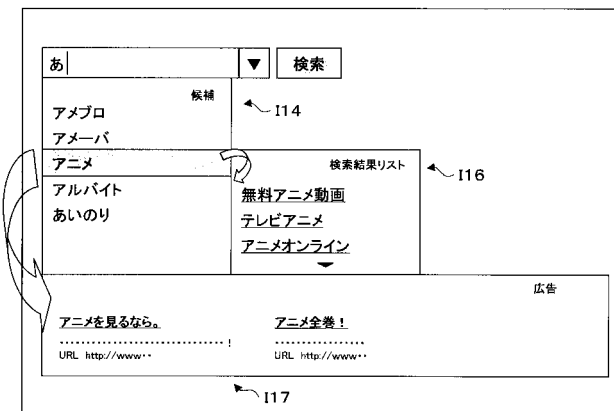 あ
▼
検索
候補
アメブロ
アメーバ
アニメ
アルバイト
あいのり
I14
検索結果リスト
無料アニメ動画
テレビアニメ
アニメオンライン
I16
広告
アニメを見るなら。
‥‥‥‥‥‥‥‥‥‥‥‥‥‥!
URL http://www‥
アニメ全巻!
‥‥‥‥‥‥‥‥
URL http://www‥
I17